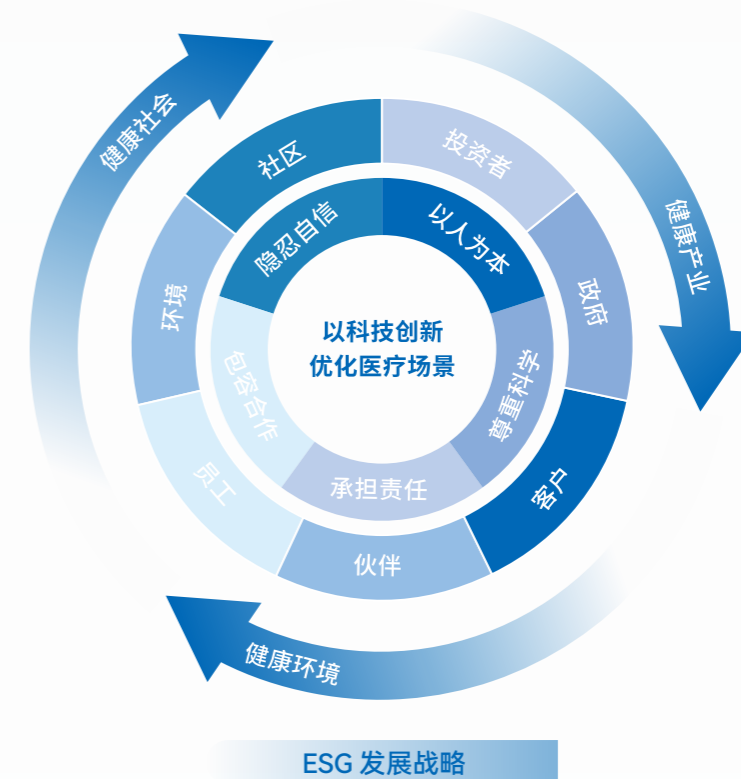 健康社会
健康产业
健康环境
社区
投资者
政府
客户
伙伴
员工
环境
隐忍自信
以人为本
尊重科学
承担责任
包容合作
以科技创新
优化医疗场景
ESG 发展战略